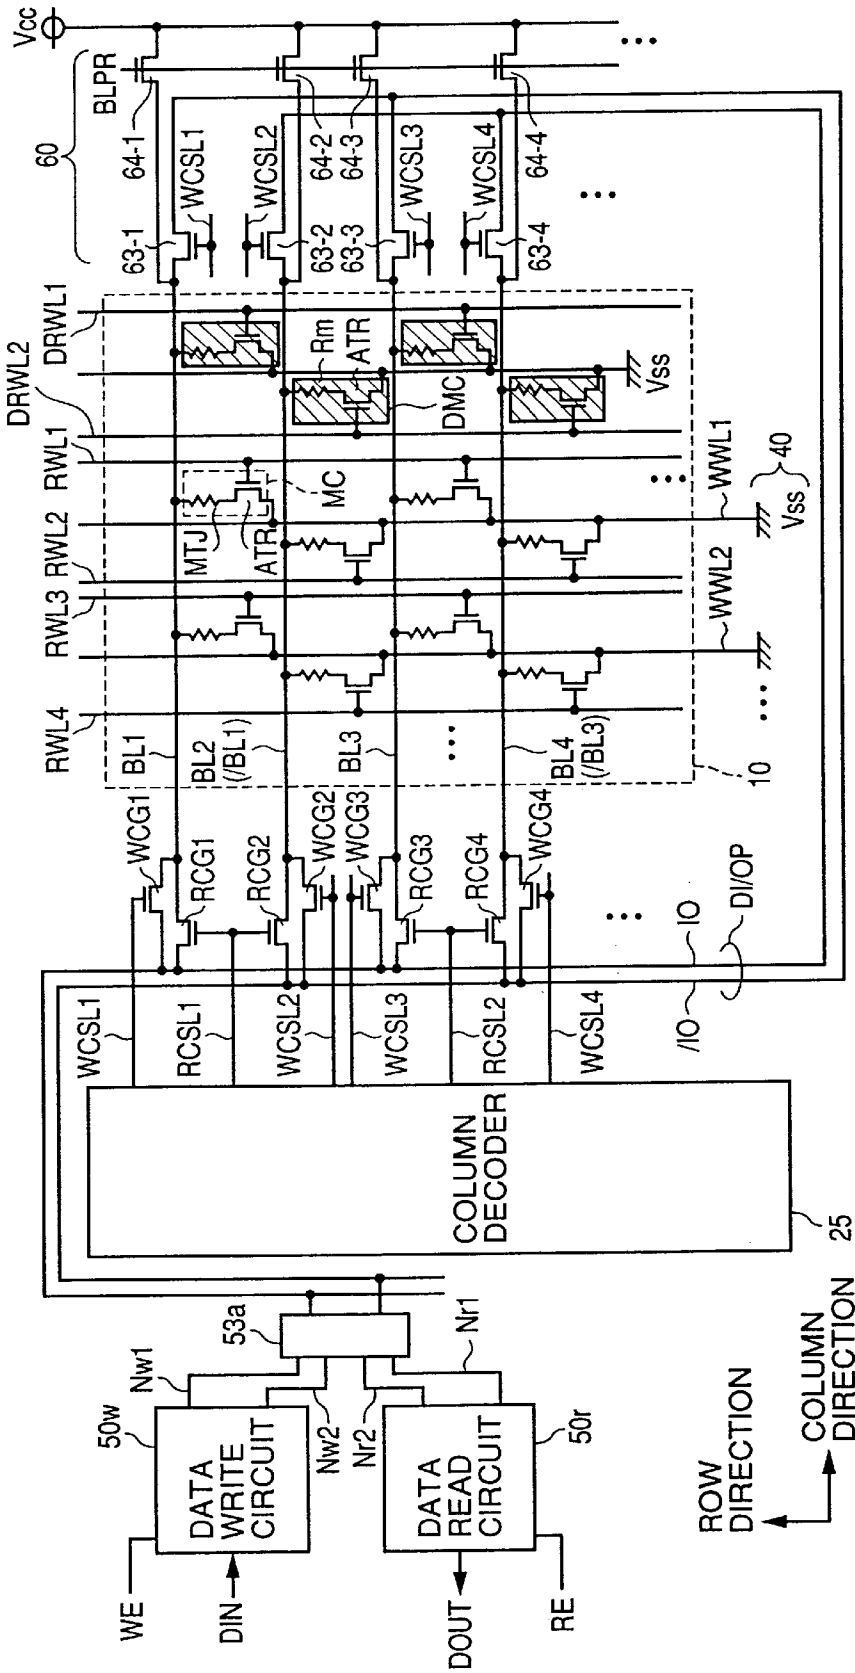 Vcc
60
BLPR
64-1
64-2
64-3
64-4
WCSL1
WCSL2
WCSL3
WCSL4
63-1
63-2
63-3
63-4
DRWL1
DRWL2
Rm
ATR
DMC
Vss
RWL1
RWL2
RWL3
RWL4
MTJ
ATR
MC
WWL1
WWL2
40
Vss
BL1
BL2
(/BL1)
BL3
BL4
(/BL3)
10
WCG1
RCG1
RCG2
WCG2
WCG3
RCG3
RCG4
WCG4
IO
/IO
DI/OP
WCSL1
RCSL1
WCSL2
WCSL3
RCSL2
WCSL4
COLUMN
DECODER
25
53a
Nw1
Nw2
Nr2
Nr1
50w
DATA
WRITE
CIRCUIT
50r
DATA
READ
CIRCUIT
WE
DIN
DOUT
RE
ROW
DIRECTION
COLUMN
DIRECTION